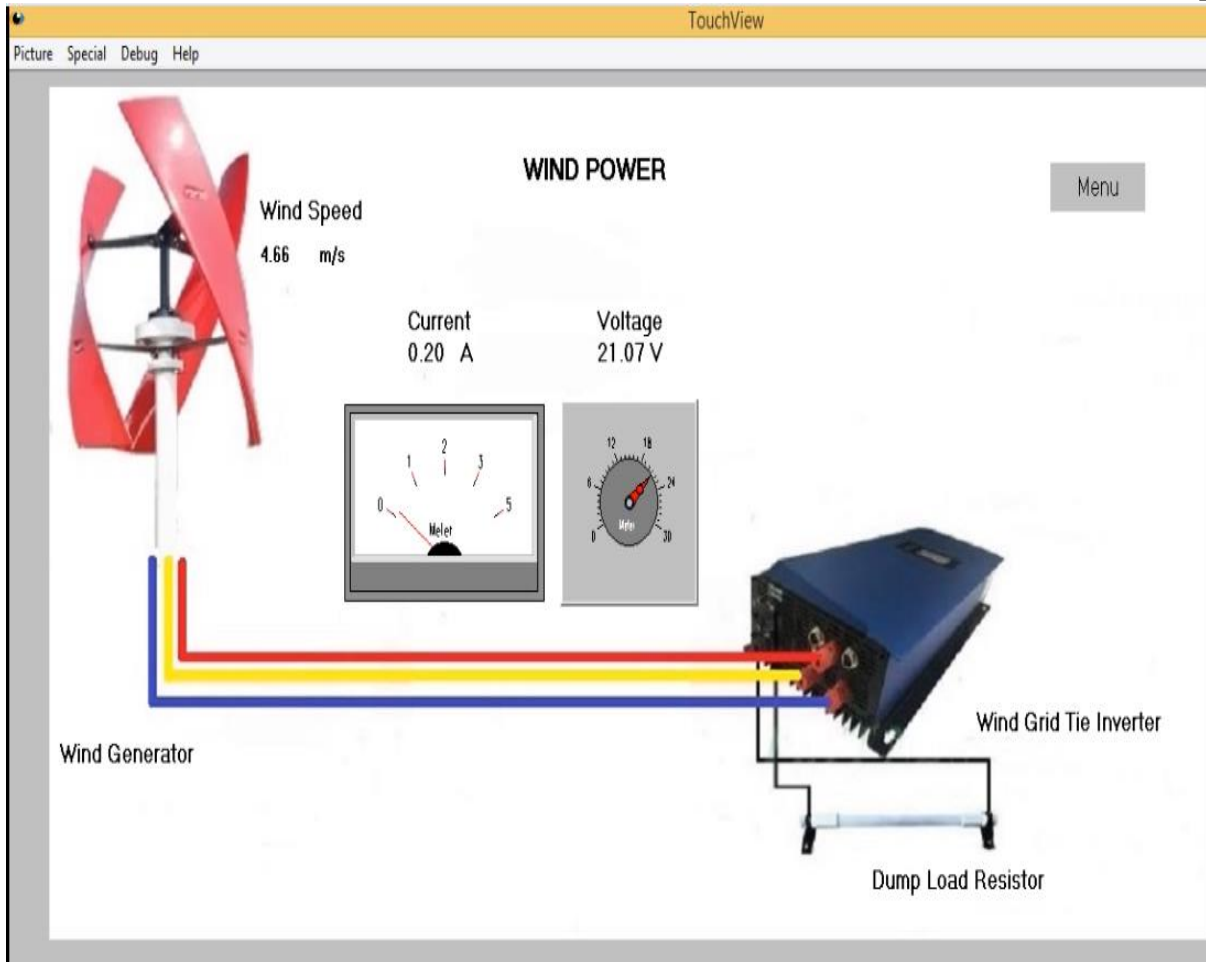 TouchView
Picture Special Debug Help
WIND POWER
Menu
Wind Speed
4.66 m/s
Current
0.20 A
Voltage
21.07 V
0 1 2 3 5
Meter
0 6 12 18 24 30
Meter
Wind Grid Tie Inverter
Wind Generator
Dump Load Resistor